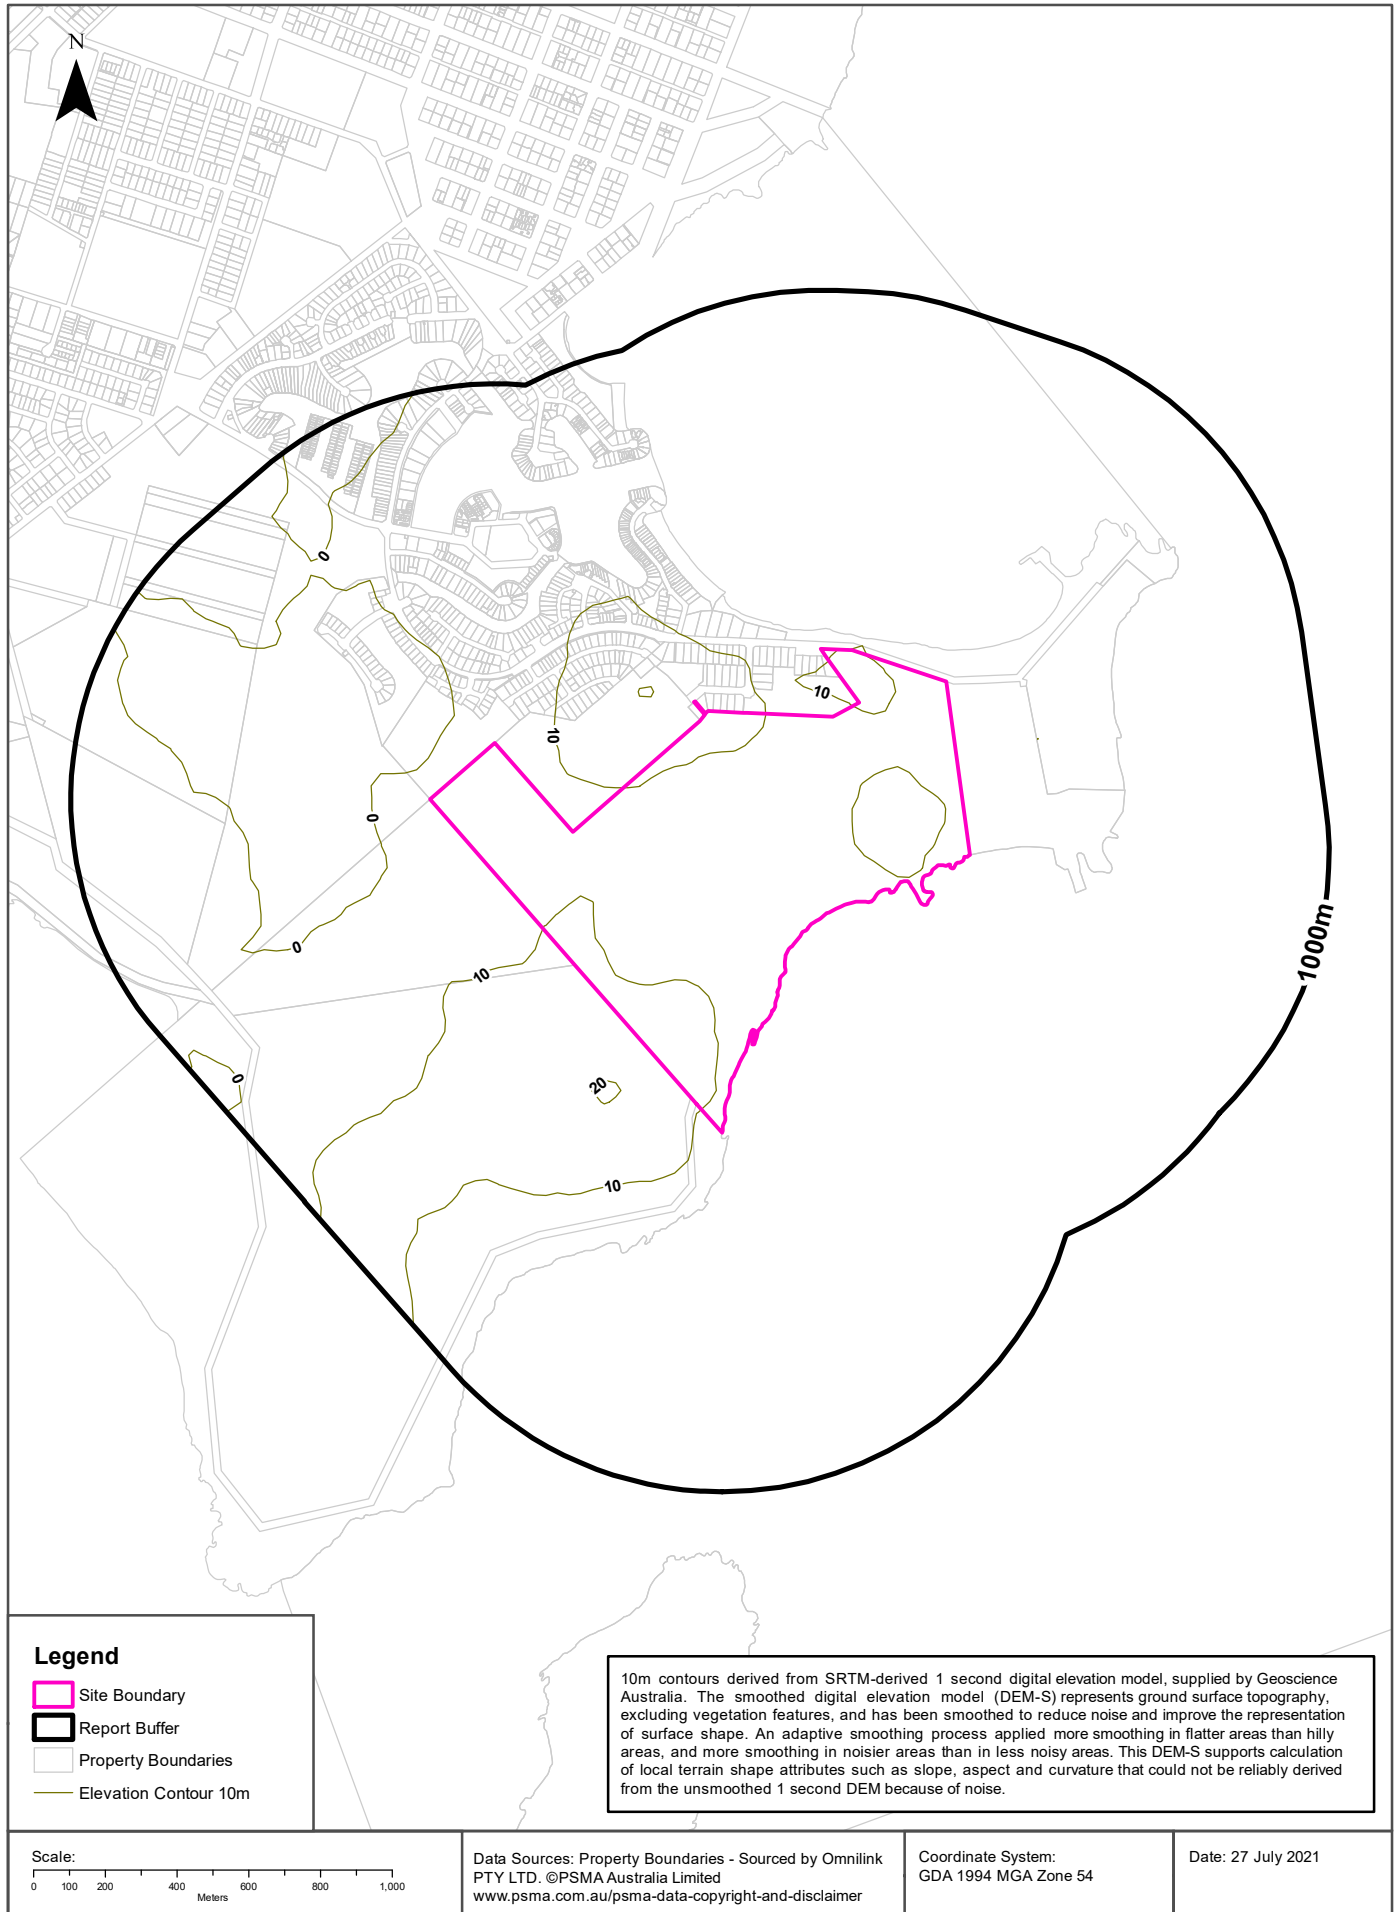 N
0
10
10
0
0
10
0
20
10
1000m
Legend
Site Boundary
Report Buffer
Property Boundaries
Elevation Contour 10m
10m contours derived from SRTM-derived 1 second digital elevation model, supplied by Geoscience
Australia. The smoothed digital elevation model (DEM-S) represents ground surface topography,
excluding vegetation features, and has been smoothed to reduce noise and improve the representation
of surface shape. An adaptive smoothing process applied more smoothing in flatter areas than hilly
areas, and more smoothing in noisier areas than in less noisy areas. This DEM-S supports calculation
of local terrain shape attributes such as slope, aspect and curvature that could not be reliably derived
from the unsmoothed 1 second DEM because of noise.
Scale:
0 100 200 400 600 800 1,000
Meters
Data Sources: Property Boundaries - Sourced by Omnilink
PTY LTD. ©PSMA Australia Limited
www.psma.com.au/psma-data-copyright-and-disclaimer
Coordinate System:
GDA 1994 MGA Zone 54
Date: 27 July 2021